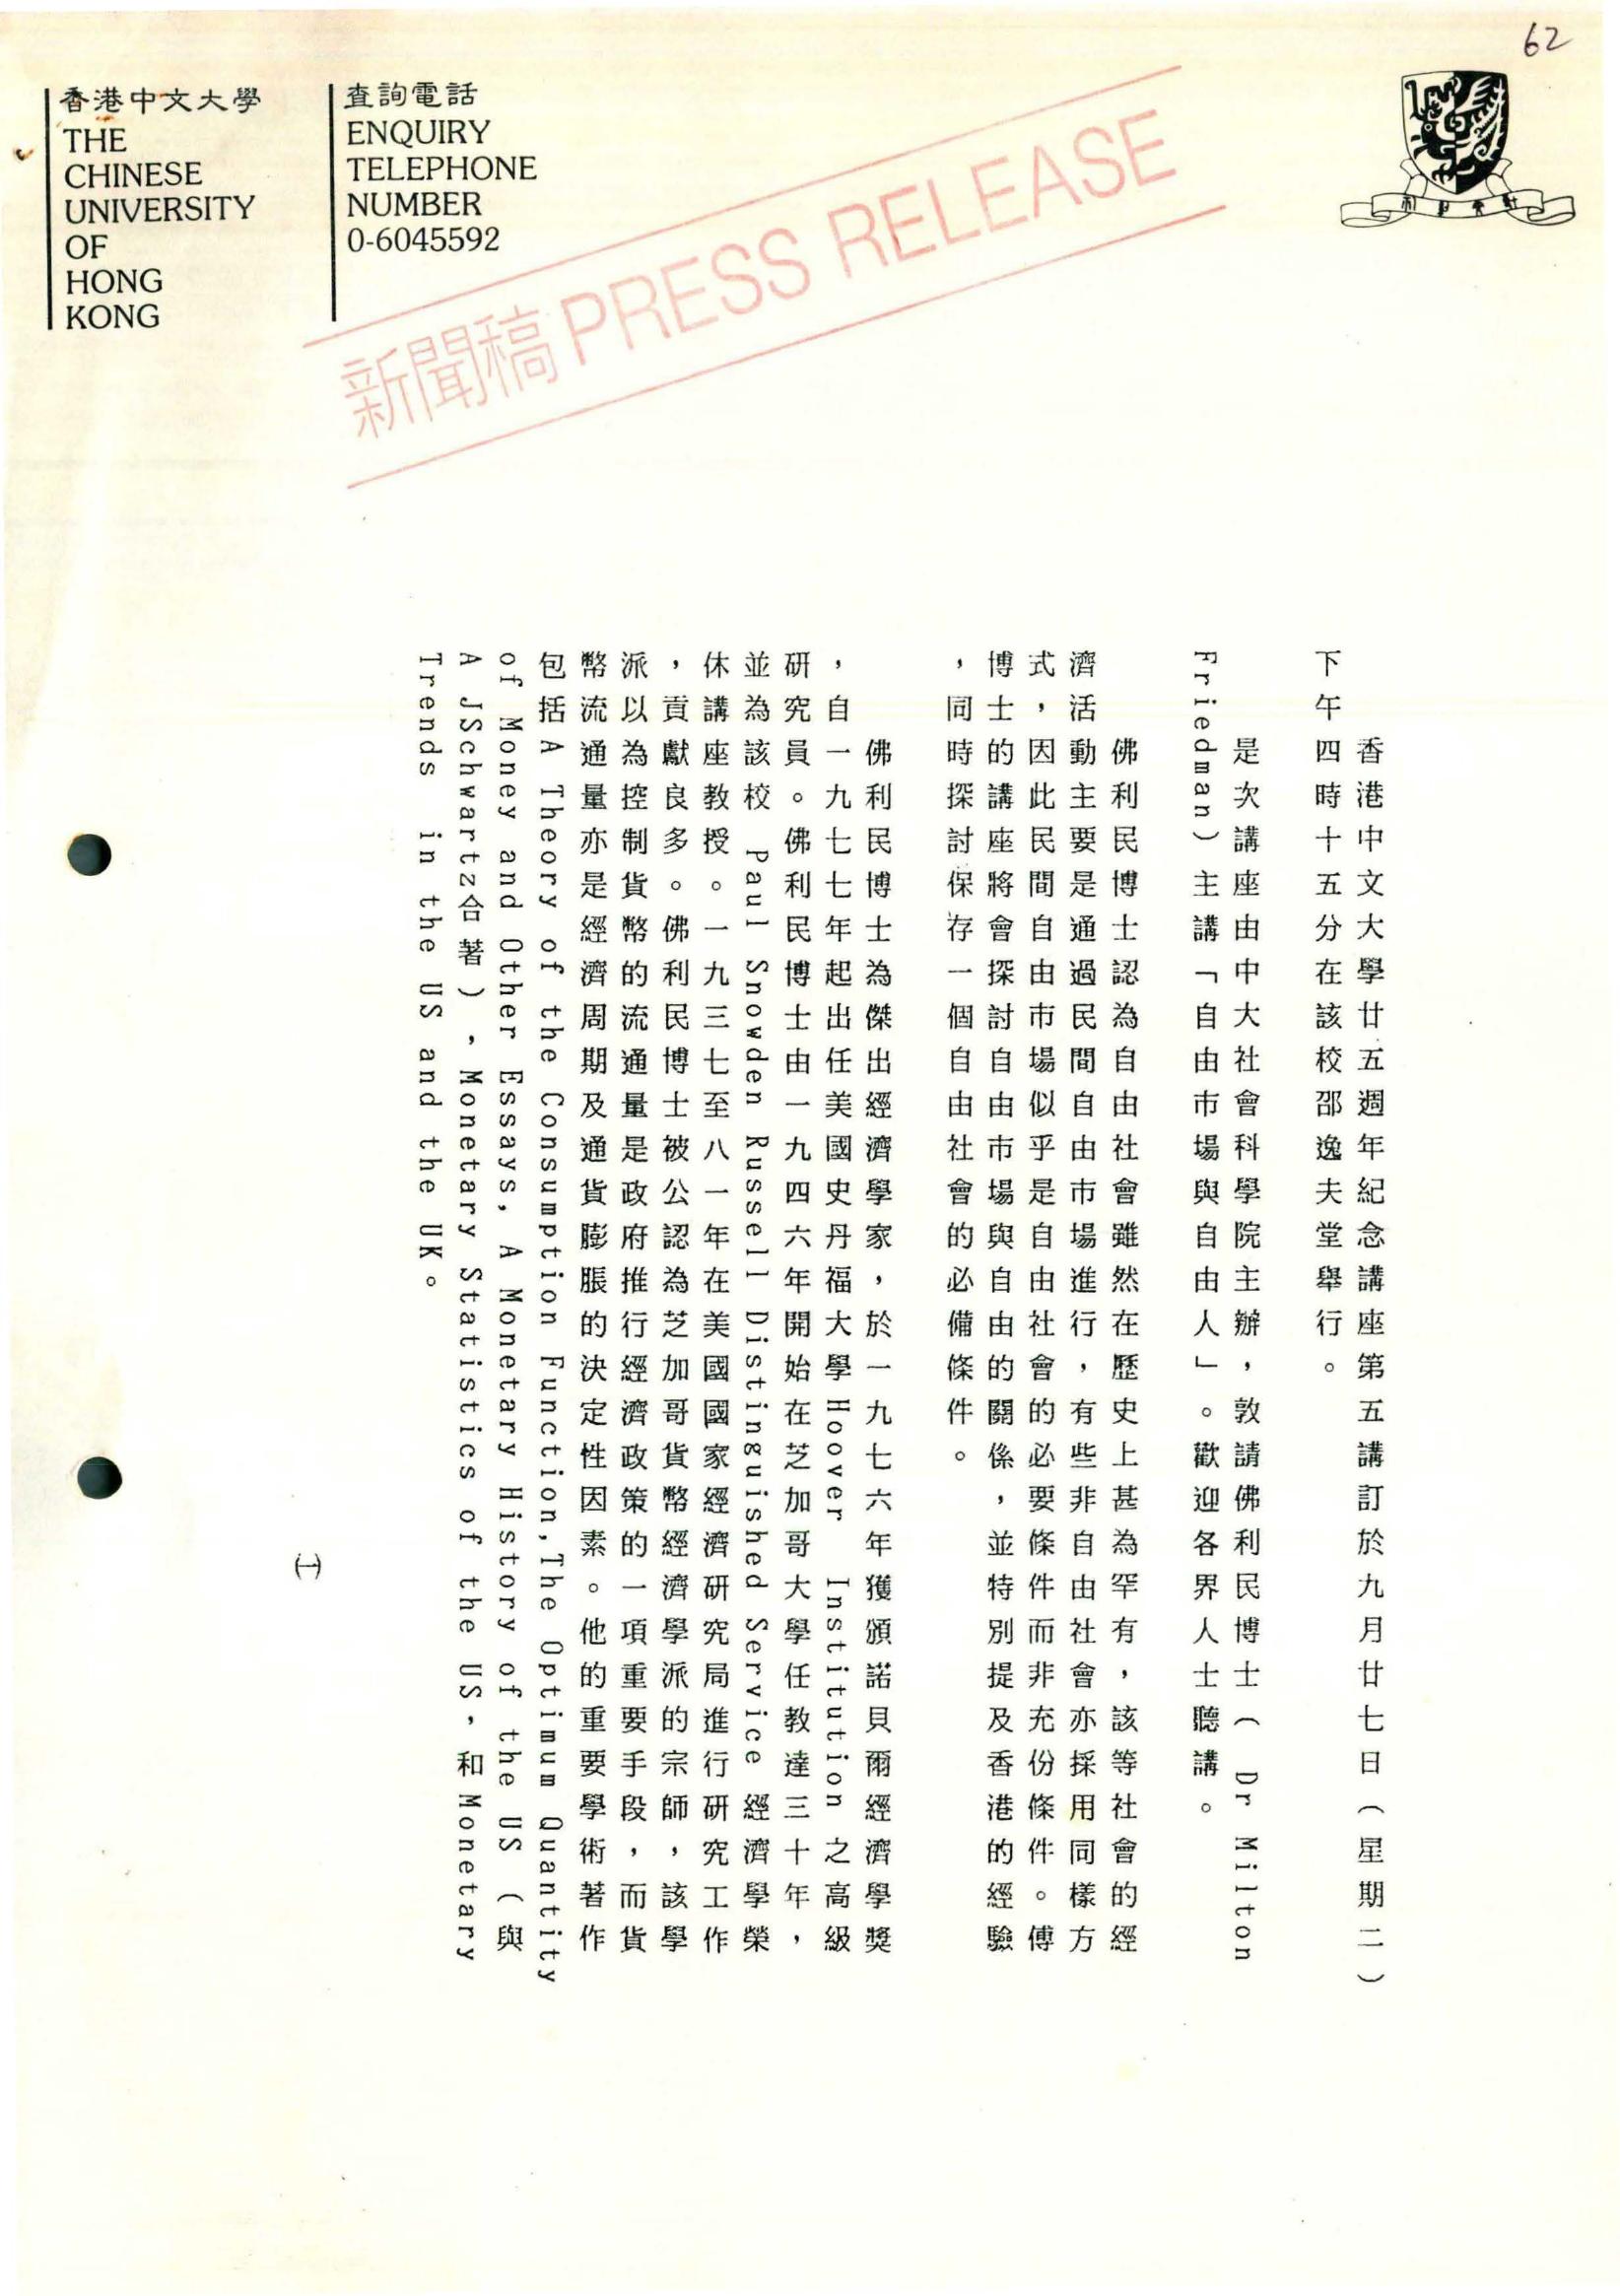 62
香港中文大學
THE
CHINESE
UNIVERSITY
OF
HONG
KONG
查詢電話
ENQUIRY
TELEPHONE
NUMBER
0-6045592
新聞稿 PRESS RELEASE
香港中文大學廿五週年紀念講座第五講訂於九月廿七日（星期二）
下午四時十五分在該校邵逸夫堂舉行。
是次講座由中大社會科學院主辦，敦請佛利民博士（ Dr Milton
Friedman）主講「自由市場與自由人」。歡迎各界人士聽講。
佛利民博士認為自由社會雖然在歷史上甚為罕有，該等社會的經
濟活動主要是通過民間自由市場進行，有些非自由社會亦採用同樣方
式，因此民間自由市場似乎是自由社會的必要條件而非充份條件。傅
博士的講座將會探討自由市場與自由的關係，並特別提及香港的經驗
，同時探討保存一個自由社會的必備條件。
佛利民博士為傑出經濟學家，於一九七六年獲頒諾貝爾經濟學獎
，自一九七七年起出任美國史丹福大學 Hoover Institution 之高級
研究員。佛利民博士由一九四六年開始在芝加哥大學任教達三十年，
並為該校 Paul Snowden Russell Distinguished Service 經濟學榮
休講座教授。一九三七至八一年在美國國家經濟研究局進行研究工作
，貢獻良多。佛利民博士被公認為芝加哥貨幣經濟學派的宗師，該學
派以為控制貨幣的流通量是政府推行經濟政策的一項重要手段，而貨
幣流通量亦是經濟周期及通貨膨脹的決定性因素。他的重要學術著作
包括 A Theory of the Consumption Function,The Optimum Quantity
of Money and Other Essays, A Monetary History of the US（與
A JSchwartz合著），Monetary Statistics of the US，和Monetary
Trends in the US and the UK。
(一)